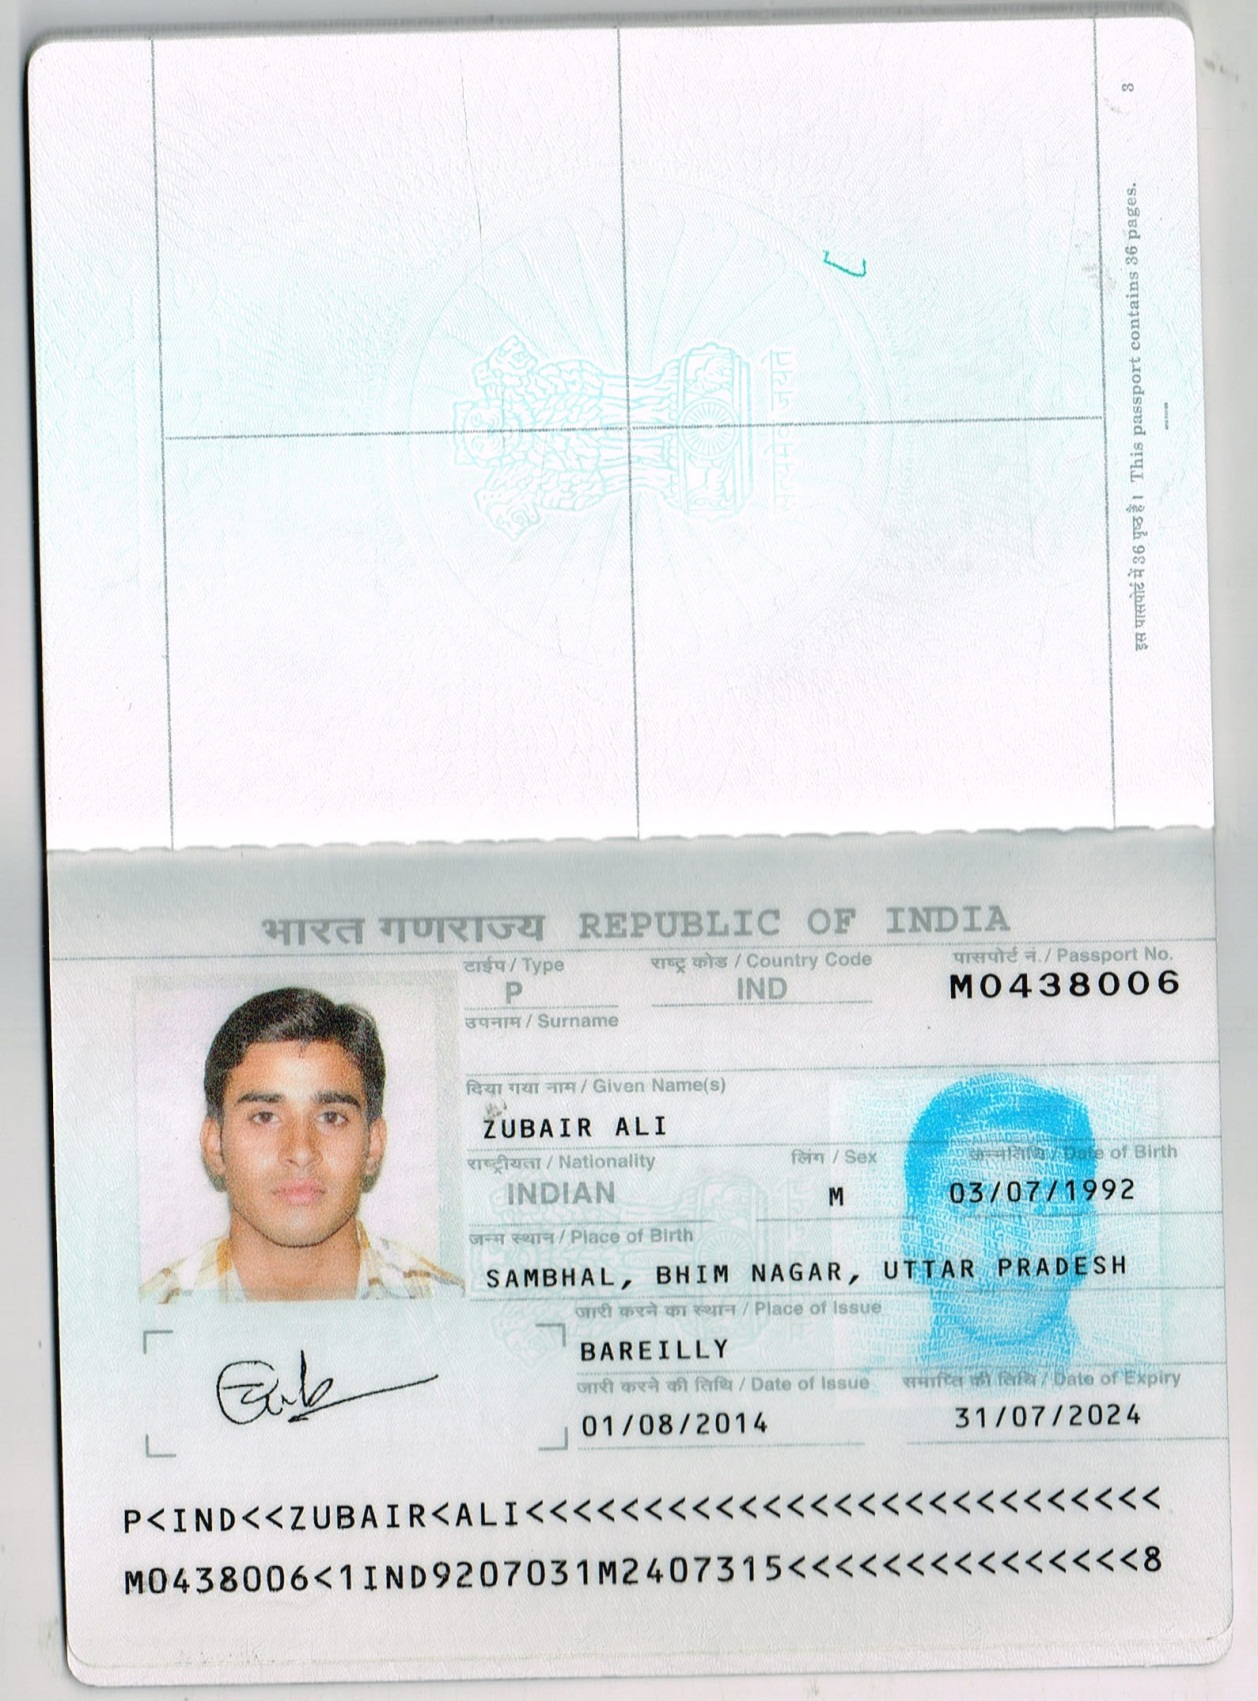 3
इस पासपोर्ट में 36 पृष्ठ हैं। This passport contains 36 pages.
भारत गणराज्य REPUBLIC OF INDIA
टाईप / Type राष्ट्र कोड / Country Code पासपोर्ट नं. / Passport No.
P IND M0438006
उपनाम / Surname
दिया गया नाम / Given Name(s)
ZUBAIR ALI
राष्ट्रीयता / Nationality लिंग / Sex जन्मतिथि / Date of Birth
INDIAN M 03/07/1992
जन्म स्थान / Place of Birth
SAMBHAL, BHIM NAGAR, UTTAR PRADESH
जारी करने का स्थान / Place of Issue
BAREILLY
जारी करने की तिथि / Date of Issue समाप्ति की तिथि / Date of Expiry
01/08/2014 31/07/2024
P<IND<<ZUBAIR<ALI<<<<<<<<<<<<<<<<<<<<<<<<<<<
M0438006<1IND9207031M2407315<<<<<<<<<<<<<<<8